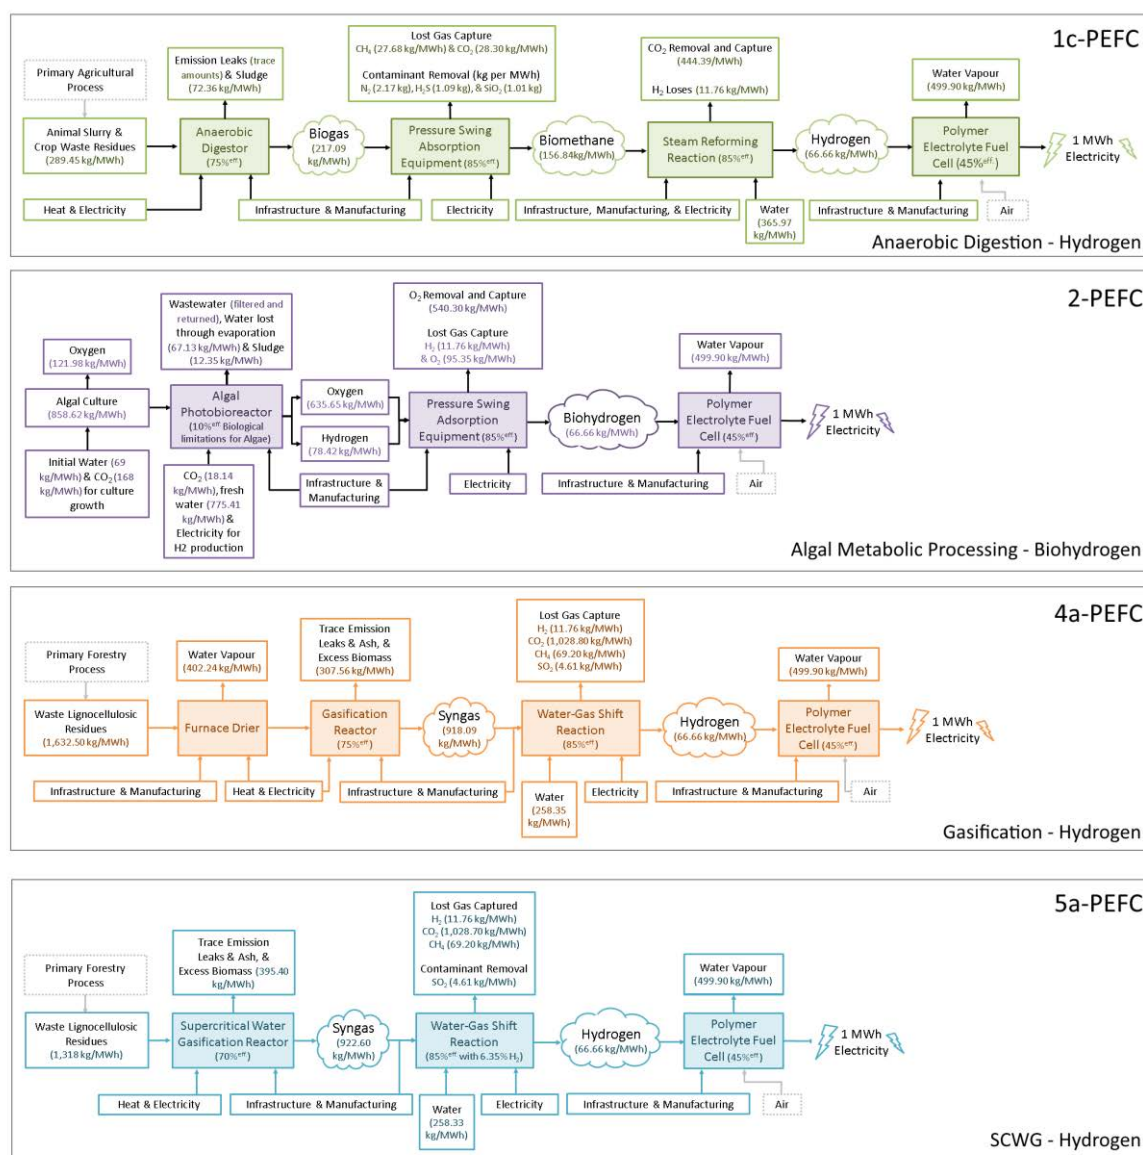 1c-PEFC
Lost Gas Capture
CH₄ (27.68 kg/MWh) & CO₂ (28.30 kg/MWh)
Contaminant Removal (kg per MWh)
N₂ (2.17 kg), H₂S (1.09 kg), & SiO₂ (1.01 kg)
CO₂ Removal and Capture
(444.39/MWh)
H₂ Loses (11.76 kg/MWh)
Emission Leaks (trace
amounts) & Sludge
(72.36 kg/MWh)
Water Vapour
(499.90 kg/MWh)
Primary Agricultural
Process
Animal Slurry &
Crop Waste Residues
(289.45 kg/MWh)
Anaerobic
Digestor
(75%eff)
Biogas
(217.09
kg/MWh)
Pressure Swing
Absorption
Equipment (85%eff)
Biomethane
(156.84kg/MWh)
Steam Reforming
Reaction (85%eff)
Hydrogen
(66.66 kg/MWh)
Polymer
Electrolyte Fuel
Cell (45%eff.)
1 MWh
Electricity
Heat & Electricity
Infrastructure & Manufacturing
Electricity
Infrastructure, Manufacturing, & Electricity
Water
(365.97
kg/MWh)
Infrastructure & Manufacturing
Air
Anaerobic Digestion - Hydrogen
2-PEFC
Wastewater (filtered and
returned), Water lost
through evaporation
(67.13 kg/MWh) & Sludge
(12.35 kg/MWh)
O₂ Removal and Capture
(540.30 kg/MWh)
Lost Gas Capture
H₂ (11.76 kg/MWh)
& O₂ (95.35 kg/MWh)
Oxygen
(121.98 kg/MWh)
Water Vapour
(499.90 kg/MWh)
Algal Culture
(858.62 kg/MWh)
Algal
Photobioreactor
(10%eff Biological
limitations for Algae)
Oxygen
(635.65 kg/MWh)
Hydrogen
(78.42 kg/MWh)
Pressure Swing
Adsorption
Equipment (85%eff)
Biohydrogen
(66.66 kg/MWh)
Polymer
Electrolyte Fuel
Cell (45%eff)
1 MWh
Electricity
Initial Water (69
kg/MWh) & CO₂ (168
kg/MWh) for culture
growth
CO₂ (18.14
kg/MWh), fresh
water (775.41
kg/MWh) &
Electricity for
H2 production
Infrastructure &
Manufacturing
Electricity
Infrastructure & Manufacturing
Air
Algal Metabolic Processing - Biohydrogen
4a-PEFC
Lost Gas Capture
H₂ (11.76 kg/MWh)
CO₂ (1,028.80 kg/MWh)
CH₄ (69.20 kg/MWh)
SO₂ (4.61 kg/MWh)
Trace Emission
Leaks & Ash, &
Excess Biomass
(307.56 kg/MWh)
Primary Forestry
Process
Water Vapour
(402.24 kg/MWh)
Water Vapour
(499.90 kg/MWh)
Waste Lignocellulosic
Residues
(1,632.50 kg/MWh)
Furnace Drier
Gasification
Reactor
(75%eff)
Syngas
(918.09
kg/MWh)
Water-Gas Shift
Reaction
(85%eff)
Hydrogen
(66.66 kg/MWh)
Polymer
Electrolyte Fuel
Cell (45%eff)
1 MWh
Electricity
Infrastructure & Manufacturing
Heat & Electricity
Infrastructure & Manufacturing
Water
(258.35
kg/MWh)
Electricity
Infrastructure & Manufacturing
Air
Gasification - Hydrogen
5a-PEFC
Lost Gas Captured
H₂ (11.76 kg/MWh)
CO₂ (1,028.70 kg/MWh)
CH₄ (69.20 kg/MWh)
Contaminant Removal
SO₂ (4.61 kg/MWh)
Trace Emission
Leaks & Ash, &
Excess Biomass (395.40
kg/MWh)
Primary Forestry
Process
Water Vapour
(499.90 kg/MWh)
Waste Lignocellulosic
Residues
(1,318 kg/MWh)
Supercritical Water
Gasification Reactor
(70%eff)
Syngas
(922.60
kg/MWh)
Water-Gas Shift
Reaction
(85%eff with 6.35% H₂)
Hydrogen
(66.66 kg/MWh)
Polymer
Electrolyte Fuel
Cell (45%eff)
1 MWh
Electricity
Heat & Electricity
Infrastructure & Manufacturing
Water
(258.33
kg/MWh)
Electricity
Infrastructure & Manufacturing
Air
SCWG - Hydrogen